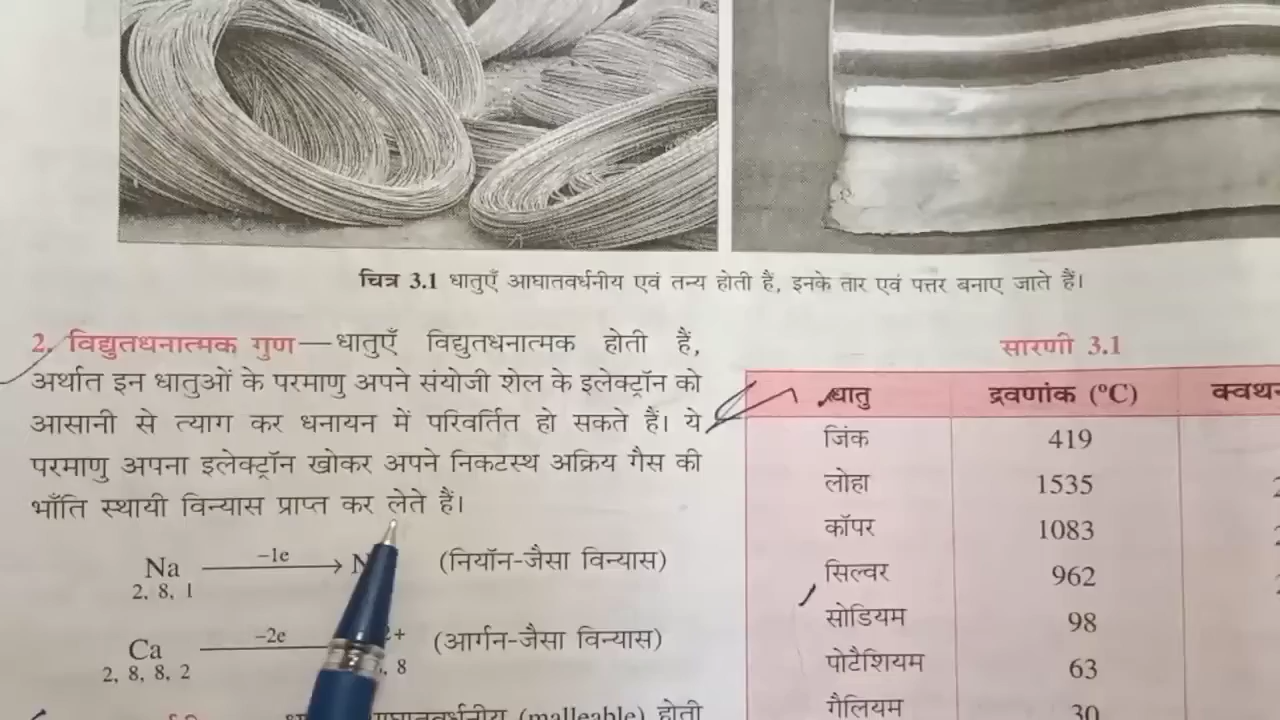 चित्र 3.1 धातुएँ आघातवर्धनीय एवं तन्य होती हैं, इनके तार एवं पत्तर बनाए जाते हैं।
2. विद्युतधनात्मक गुण—धातुएँ विद्युतधनात्मक होती हैं,
अर्थात इन धातुओं के परमाणु अपने संयोजी शेल के इलेक्ट्रॉन को
आसानी से त्याग कर धनायन में परिवर्तित हो सकते हैं। ये
परमाणु अपना इलेक्ट्रॉन खोकर अपने निकटस्थ अक्रिय गैस की
भाँति स्थायी विन्यास प्राप्त कर लेते हैं।
Na —−1e→ (नियॉन-जैसा विन्यास)
2, 8, 1
Ca —−2e 2+ (आर्गन-जैसा विन्यास)
2, 8, 8, 2 , 8
(malleable) होती
सारणी 3.1
धातु द्रवणांक (°C)
जिंक 419
लोहा 1535
कॉपर 1083
सिल्वर 962
सोडियम 98
पोटैशियम 63
गैलियम 30